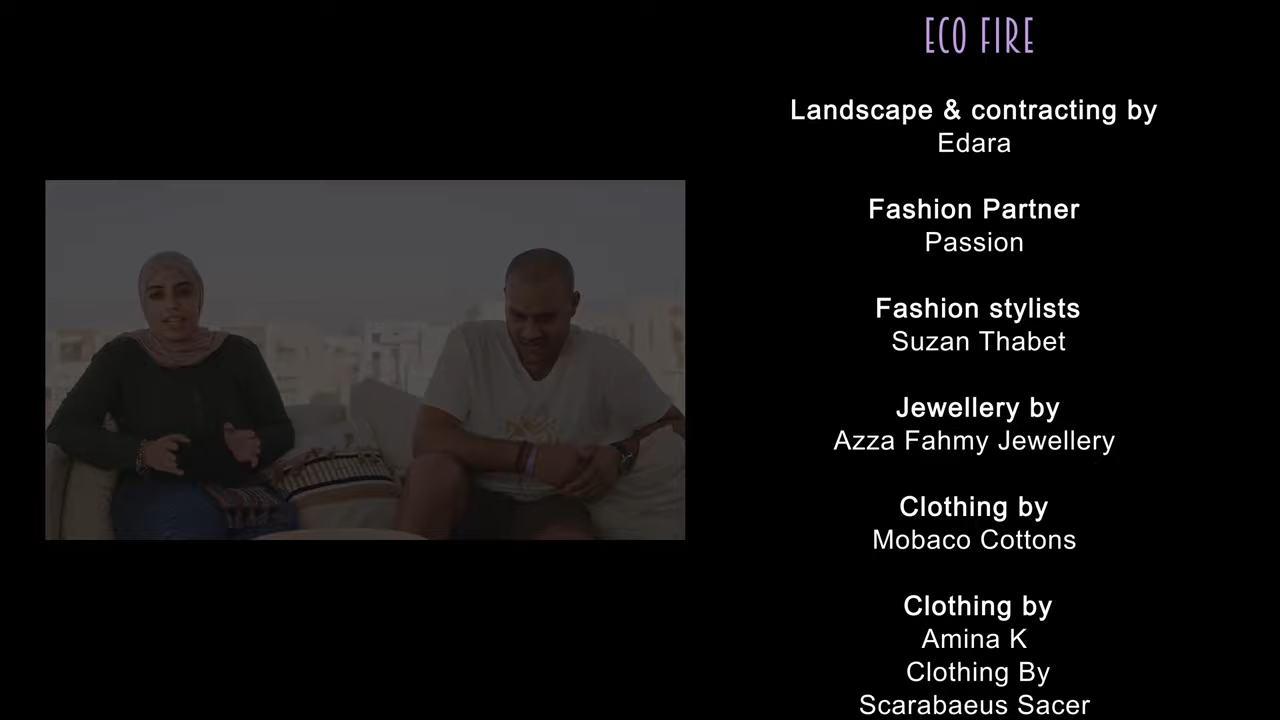 ECO FIRE
Landscape & contracting by
Edara
Fashion Partner
Passion
Fashion stylists
Suzan Thabet
Jewellery by
Azza Fahmy Jewellery
Clothing by
Mobaco Cottons
Clothing by
Amina K
Clothing By
Scarabaeus Sacer